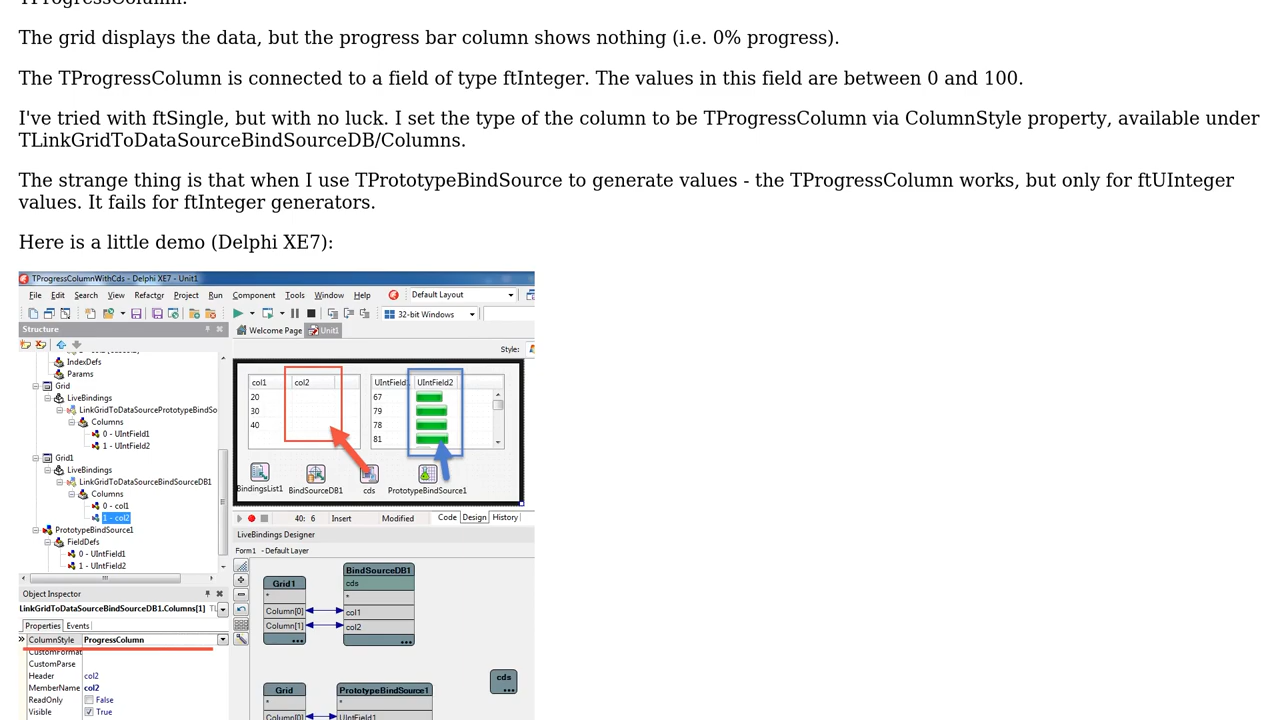 TProgressColumn.
The grid displays the data, but the progress bar column shows nothing (i.e. 0% progress).
The TProgressColumn is connected to a field of type ftInteger. The values in this field are between 0 and 100.
I've tried with ftSingle, but with no luck. I set the type of the column to be TProgressColumn via ColumnStyle property, available under
TLinkGridToDataSourceBindSourceDB/Columns.
The strange thing is that when I use TPrototypeBindSource to generate values - the TProgressColumn works, but only for ftUInteger
values. It fails for ftInteger generators.
Here is a little demo (Delphi XE7):
TProgressColumnWithCds - Delphi XE7 - Unit1
File Edit Search View Refactor Project Run Component Tools Window Help Default Layout
32-bit Windows
Structure
Welcome Page Unit1
Style:
IndexDefs
Params
Grid
LiveBindings
LinkGridToDataSourcePrototypeBindSo
Columns
0 - UIntField1
1 - UIntField2
Grid1
LiveBindings
LinkGridToDataSourceBindSourceDB1
Columns
0 - col1
1 - col2
PrototypeBindSource1
FieldDefs
0 - UIntField1
1 - UIntField2
col1 col2 UIntField UIntField2
20 67
30 79
40 78
81
BindingsList1 BindSourceDB1 cds PrototypeBindSource1
40: 6 Insert Modified Code Design History
LiveBindings Designer
Form1 - Default Layer
Grid1
*
Column[0]
Column[1]
BindSourceDB1
cds
*
col1
col2
cds
Grid
*
Column[0]
PrototypeBindSource1
*
UIntField1
Object Inspector
LinkGridToDataSourceBindSourceDB1.Columns[1] TL
Properties Events
ColumnStyle ProgressColumn
CustomFormat
CustomParse
Header col2
MemberName col2
ReadOnly False
Visible True